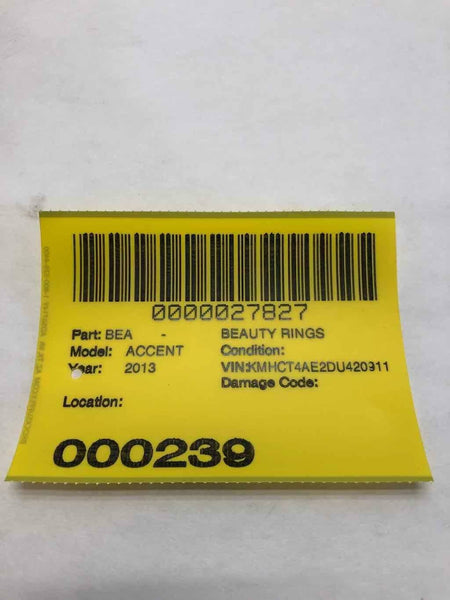 0000027827
Part: BEA - BEAUTY RINGS
Model: ACCENT Condition:
Year: 2013 VIN:KMHCT4AE2DU420911
Damage Code:
Location:
000239